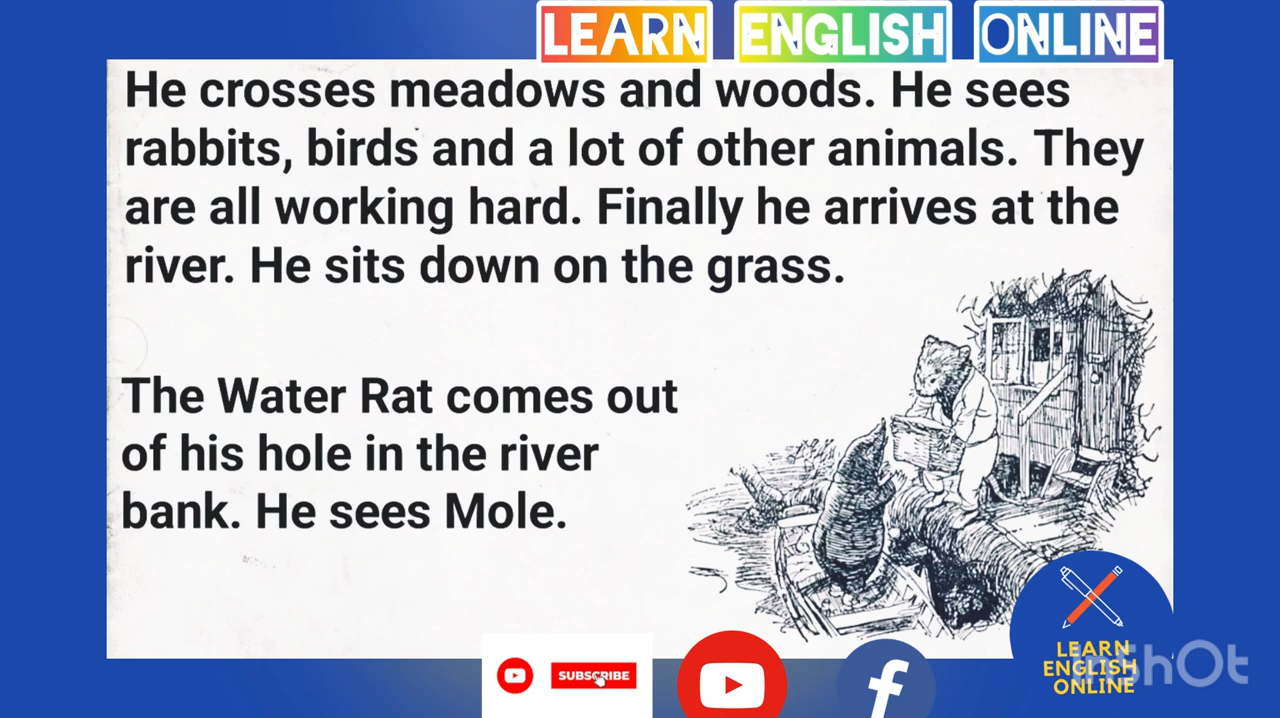 LEARN ENGLISH ONLINE
He crosses meadows and woods. He sees
rabbits, birds and a lot of other animals. They
are all working hard. Finally he arrives at the
river. He sits down on the grass.
The Water Rat comes out
of his hole in the river
bank. He sees Mole.
SUBSCRIBE
LEARN
ENGLISH
ONLINE